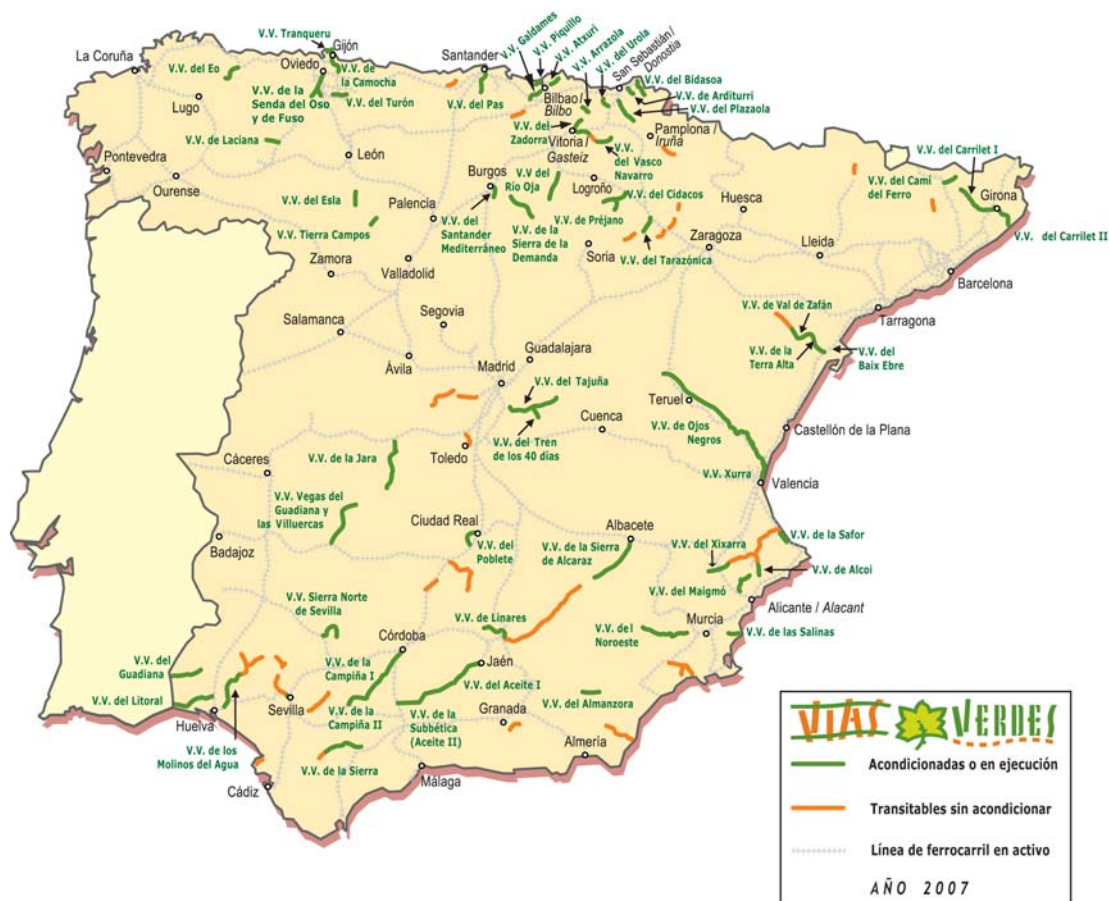 V.V. Tranqueru
Gijón
La Coruña
Oviedo
V.V. del Eo
V.V. de
la Camocha
Lugo
V.V. de la
Senda del Oso
y de Fuso
V.V. del Turón
V.V. de Laciana
León
Pontevedra
Ourense
Santander
V.V. del Pas
V.V. Galdames
V.V. Piquillo
V.V. Atxuri
V.V. Arrazola
V.V. del Urola
San Sebastián /
Donostia
V.V. del Bidasoa
V.V. de Arditurri
V.V. del Plazaola
Bilbao /
Bilbo
V.V. del
Zadorra
Vitoria /
Gasteiz
Pamplona /
Iruña
V.V.
del Vasco
Navarro
Burgos
V.V del
Rio Oja
Logroño
V.V. del Cidacos
Huesca
V.V. del Carrilet I
V.V. del Cami
del Ferro
Girona
V.V. del Carrilet II
V.V. del Esla
Palencia
V.V. Tierra Campos
V.V. del
Santander
Mediterráneo
V.V. de la
Sierra de la
Demanda
V.V. de Préjano
Soria
V.V. del Tarazónica
Zaragoza
Lleida
Barcelona
Tarragona
Zamora
Valladolid
Salamanca
Segovia
Ávila
Guadalajara
Madrid
V.V. de Val de Zafán
V.V. de la
Terra Alta
V.V. del
Baix Ebre
V.V. del Tajuña
V.V. del Tren
de los 40 días
Cuenca
Teruel
V.V. de Ojos
Negros
Castellón de la Plana
V.V. Xurra
Valencia
Toledo
Cáceres
V.V. de la Jara
V.V. Vegas del
Guadiana y
las Villuercas
Badajoz
Ciudad Real
V.V. del
Poblete
Albacete
V.V. de la Sierra
de Alcaraz
V.V. del Xixarra
V.V. de la Safor
V.V. de Alcoi
V.V. del Maigmó
Alicante / Alacant
V.V. Sierra Norte
de Sevilla
Córdoba
V.V. de Linares
V.V. del
Noroeste
Murcia
V.V. de las Salinas
V.V. del
Guadiana
V.V. del Litoral
Huelva
V.V. de los
Molinos del Agua
Sevilla
V.V. de la
Campiña I
V.V. de la
Campiña II
Jaén
V.V. del Aceite I
V.V. de la
Subbética
(Aceite II)
Granada
V.V. del Almanzora
Almería
V.V. de la Sierra
Cádiz
Málaga
VIAS VERDES
Acondicionadas o en ejecución
Transitables sin acondicionar
Línea de ferrocarril en activo
AÑO 2007